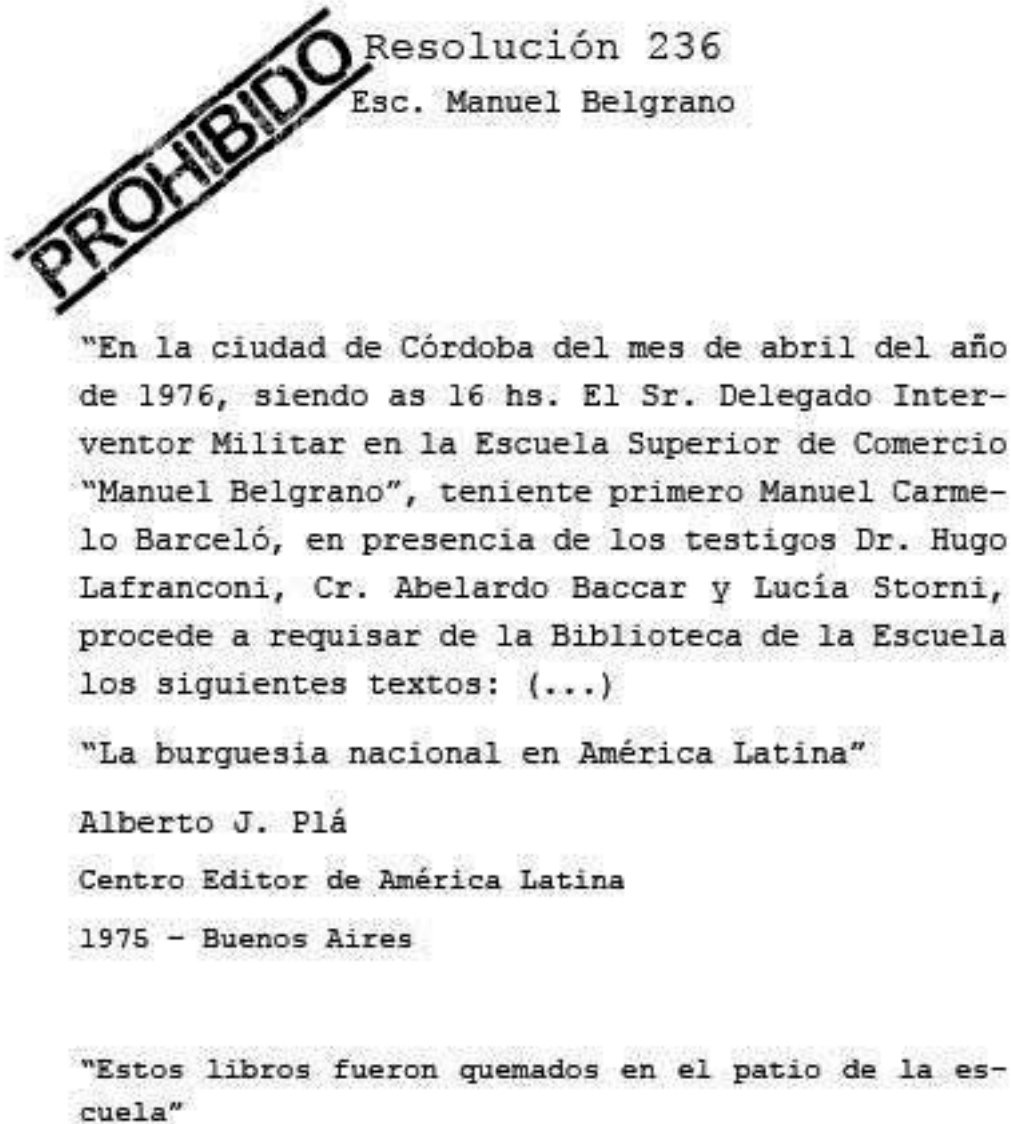 PROHIBIDO
Resolución 236
Esc. Manuel Belgrano
"En la ciudad de Córdoba del mes de abril del año
de 1976, siendo as 16 hs. El Sr. Delegado Inter-
ventor Militar en la Escuela Superior de Comercio
"Manuel Belgrano", teniente primero Manuel Carme-
lo Barceló, en presencia de los testigos Dr. Hugo
Lafranconi, Cr. Abelardo Baccar y Lucía Storni,
procede a requisar de la Biblioteca de la Escuela
los siguientes textos: (...)
"La burguesia nacional en América Latina"
Alberto J. Plá
Centro Editor de América Latina
1975 – Buenos Aires
"Estos libros fueron quemados en el patio de la es-
cuela"